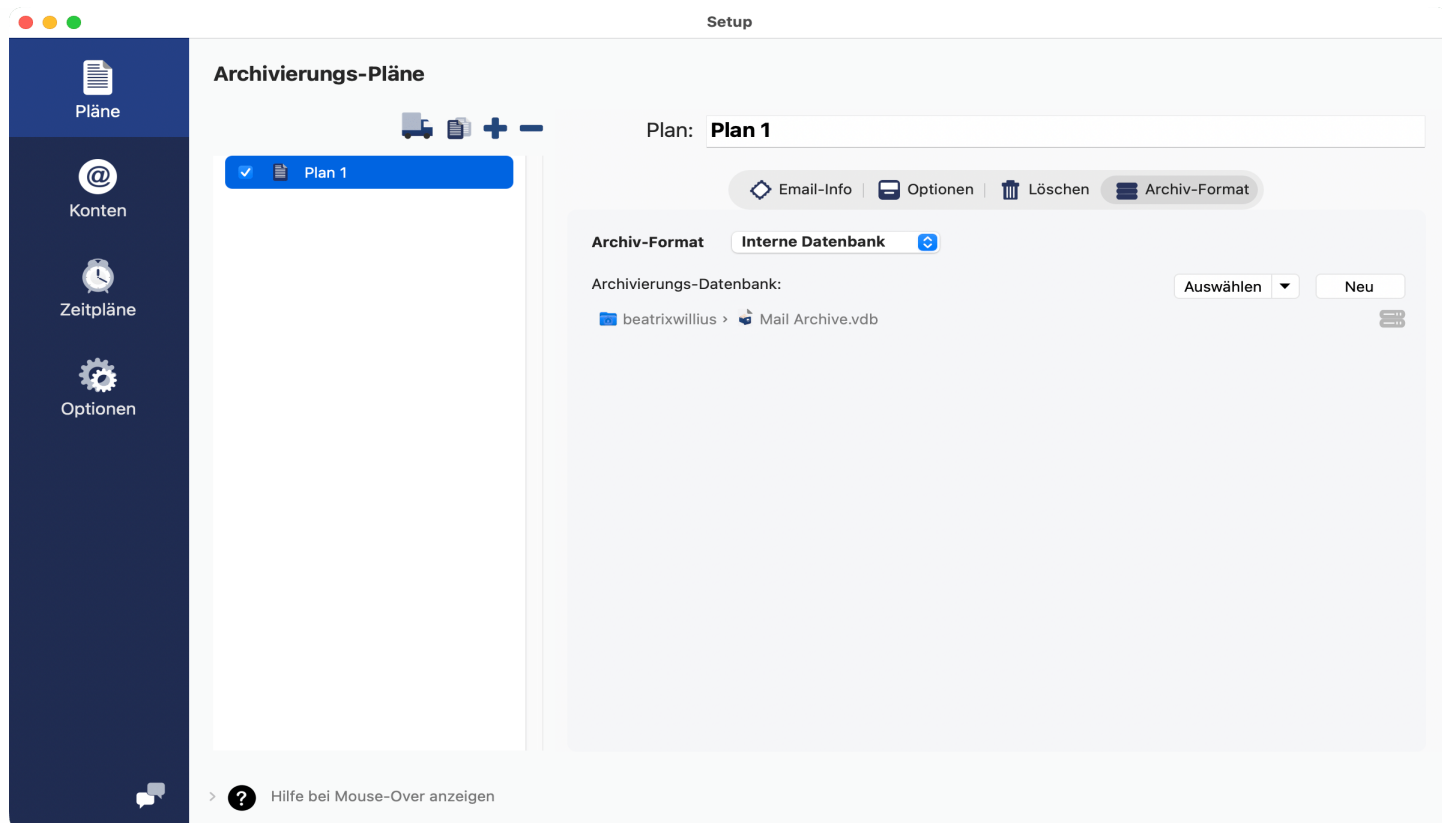 Setup
Pläne
Konten
Zeitpläne
Optionen
Archivierungs-Pläne
Plan 1
Plan: Plan 1
Email-Info Optionen Löschen Archiv-Format
Archiv-Format Interne Datenbank
Archivierungs-Datenbank: Auswählen Neu
beatrixwillius › Mail Archive.vdb
? Hilfe bei Mouse-Over anzeigen